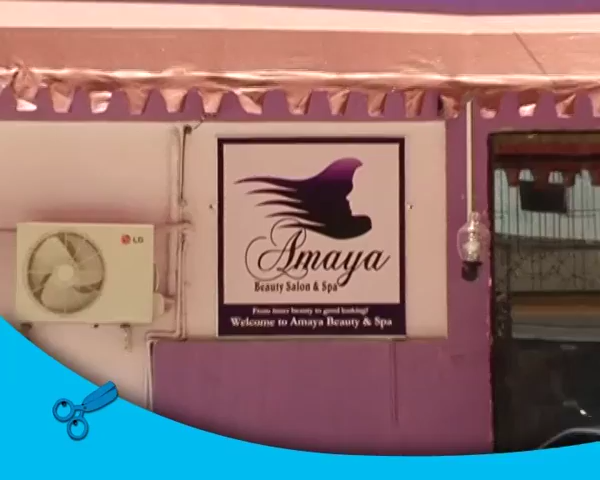 LG
Amaya
Beauty Salon & Spa
From inner beauty to good looking!
Welcome to Amaya Beauty & Spa